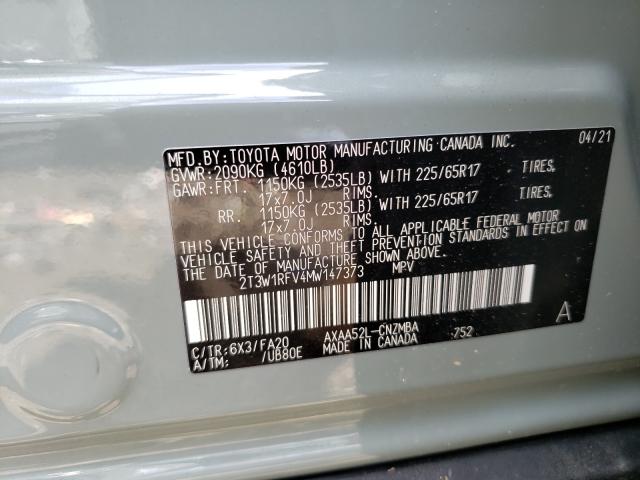 MFD.BY:TOYOTA MOTOR MANUFACTURING CANADA INC. 04/21
GVWR:2090KG (4610LB)
GAWR:FRT. 1150KG (2535LB) WITH 225/65R17 TIRES.
17x7.0J RIMS.
RR. 1150KG (2535LB) WITH 225/65R17 TIRES.
17x7.0J RIMS.
THIS VEHICLE CONFORMS TO ALL APPLICABLE FEDERAL MOTOR
VEHICLE SAFETY AND THEFT PREVENTION STANDARDS IN EFFECT
ON THE DATE OF MANUFACTURE SHOWN ABOVE.
2T3W1RFV4MW147373 MPV
A
C/TR:6X3/FA20 AXAA52L-CNZMBA 752
A/TM: /U680E MADE IN CANADA